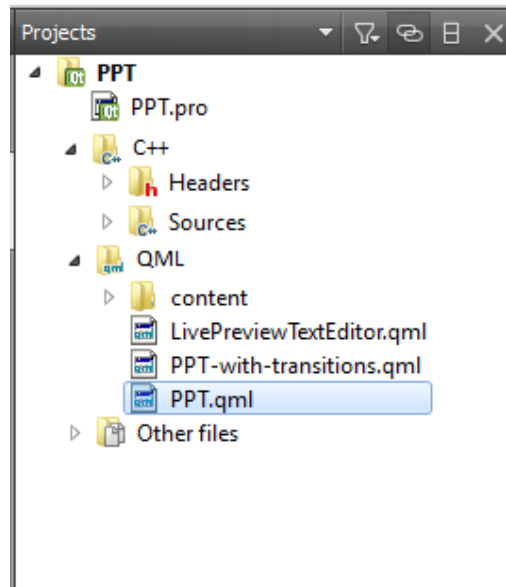 Projects
PPT
PPT.pro
C++
Headers
Sources
QML
content
LivePreviewTextEditor.qml
PPT-with-transitions.qml
PPT.qml
Other files